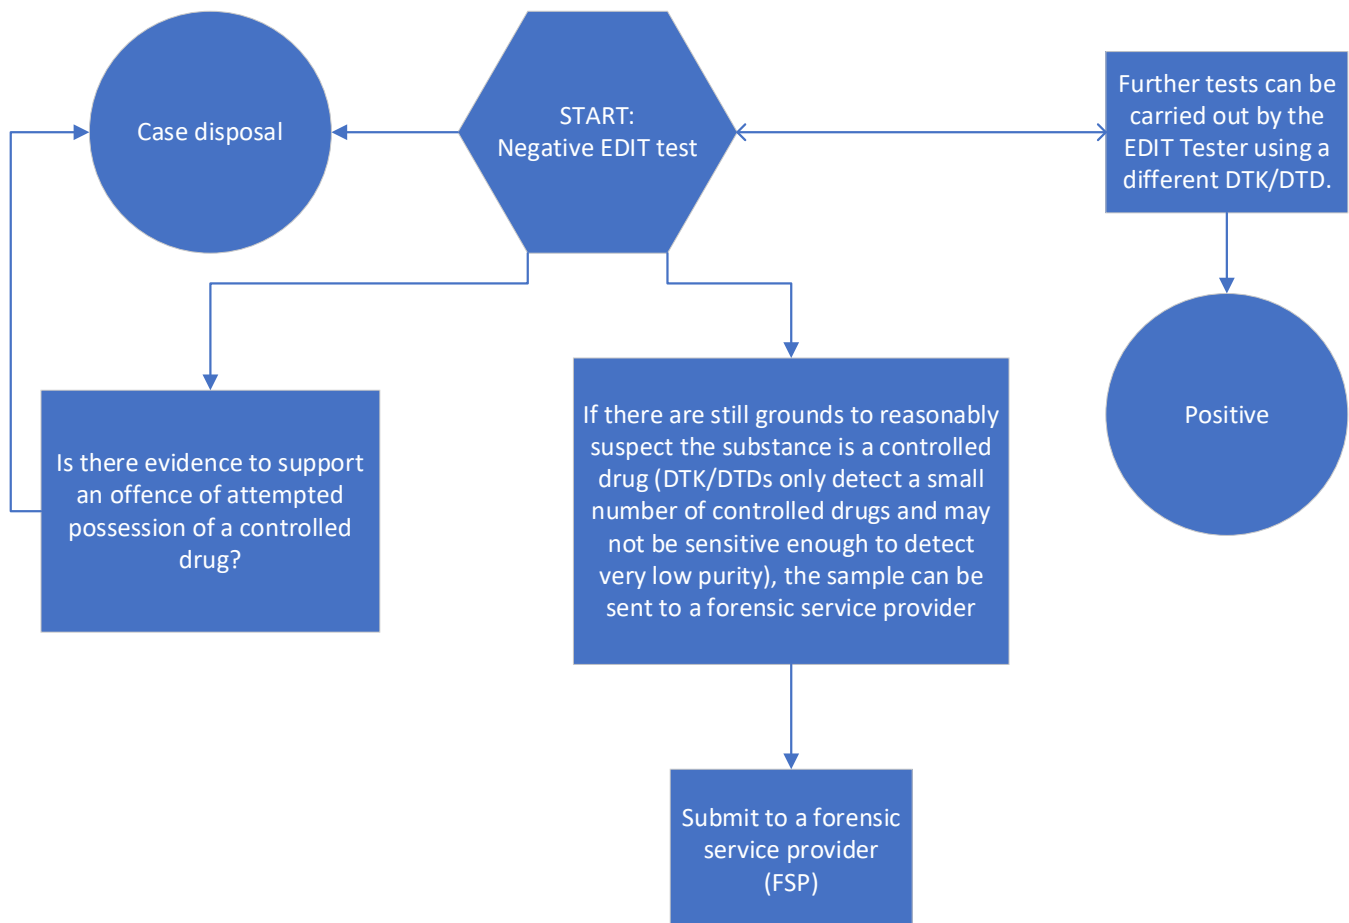 Case disposal
START:
Negative EDIT test
Further tests can be
carried out by the
EDIT Tester using a
different DTK/DTD.
Is there evidence to support
an offence of attempted
possession of a controlled
drug?
If there are still grounds to reasonably
suspect the substance is a controlled
drug (DTK/DTDs only detect a small
number of controlled drugs and may
not be sensitive enough to detect
very low purity), the sample can be
sent to a forensic service provider
Positive
Submit to a forensic
service provider
(FSP)